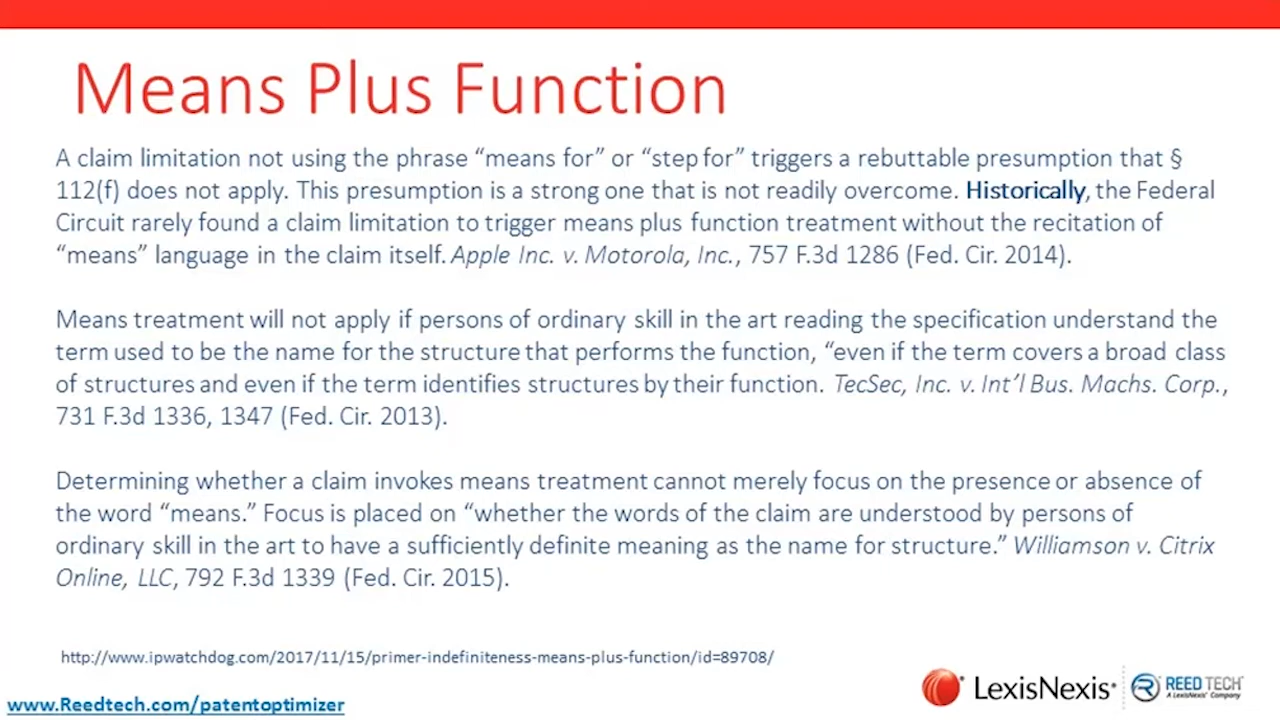 Means Plus Function
A claim limitation not using the phrase “means for” or “step for” triggers a rebuttable presumption that §
112(f) does not apply. This presumption is a strong one that is not readily overcome. Historically, the Federal
Circuit rarely found a claim limitation to trigger means plus function treatment without the recitation of
“means” language in the claim itself. Apple Inc. v. Motorola, Inc., 757 F.3d 1286 (Fed. Cir. 2014).
Means treatment will not apply if persons of ordinary skill in the art reading the specification understand the
term used to be the name for the structure that performs the function, “even if the term covers a broad class
of structures and even if the term identifies structures by their function. TecSec, Inc. v. Int’l Bus. Machs. Corp.,
731 F.3d 1336, 1347 (Fed. Cir. 2013).
Determining whether a claim invokes means treatment cannot merely focus on the presence or absence of
the word “means.” Focus is placed on “whether the words of the claim are understood by persons of
ordinary skill in the art to have a sufficiently definite meaning as the name for structure.” Williamson v. Citrix
Online, LLC, 792 F.3d 1339 (Fed. Cir. 2015).
http://www.ipwatchdog.com/2017/11/15/primer-indefiniteness-means-plus-function/id=89708/
LexisNexis® REED TECH
A LexisNexis® Company
www.Reedtech.com/patentoptimizer